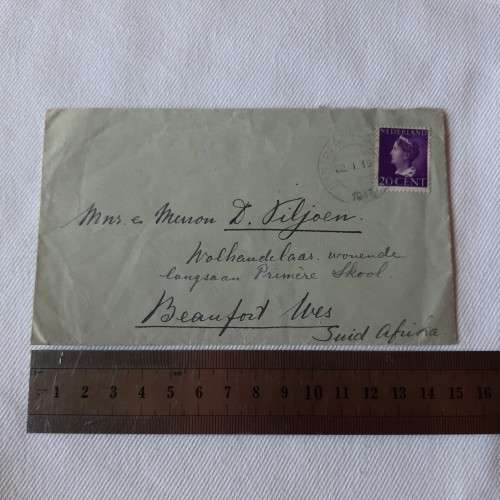 NEDERLAND
20 CENT
Mnr. e Mevrou D. Viljoen.
Wolhandelaar. wonende
langsaan Primêre Skool.
Beaufort Wes
Suid Afrika
1 2 3 4 5 6 7 8 9 10 11 12 13 14 15 16